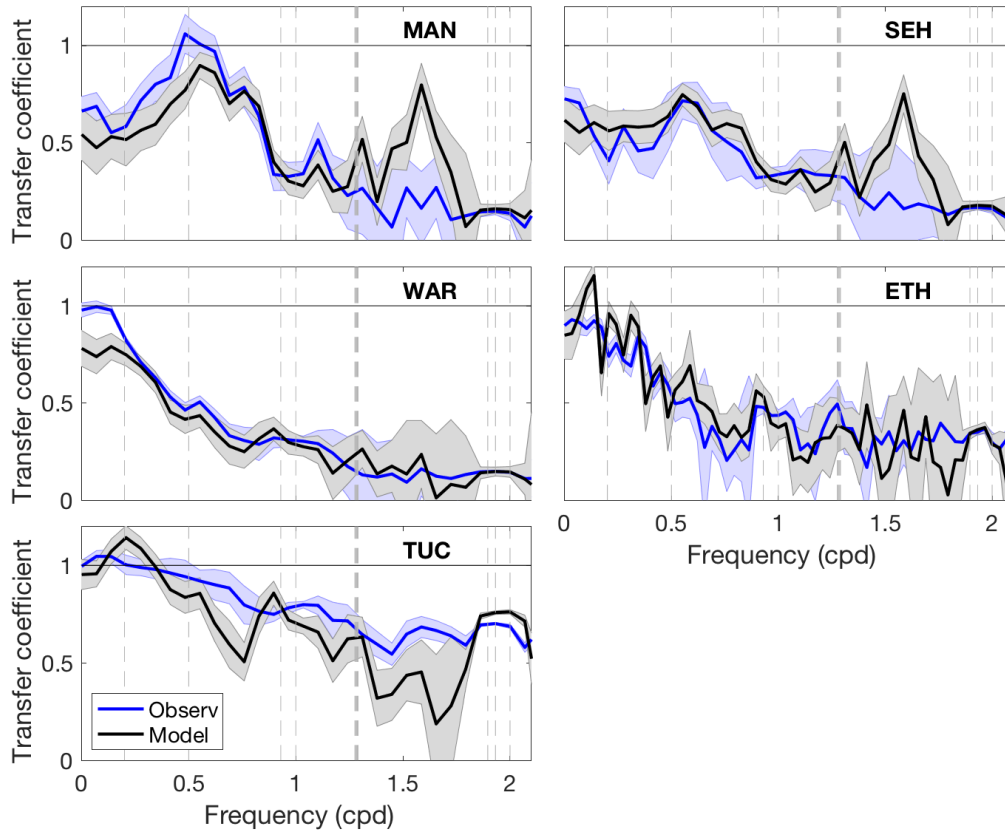 MAN
SEH
Transfer coefficient
1
0.5
0
WAR
ETH
Transfer coefficient
1
0.5
0
0 0.5 1 1.5 2
Frequency (cpd)
TUC
Transfer coefficient
1
0.5
0
Observ
Model
0 0.5 1 1.5 2
Frequency (cpd)